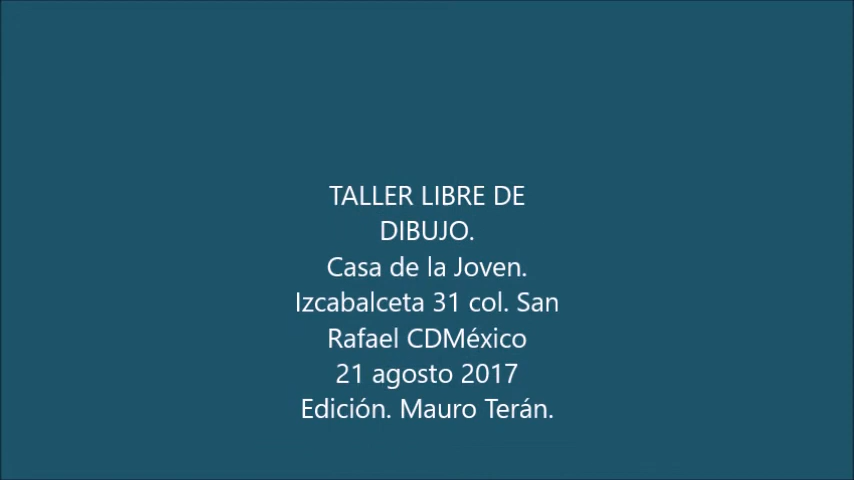 TALLER LIBRE DE
DIBUJO.
Casa de la Joven.
Izcabalceta 31 col. San
Rafael CDMéxico
21 agosto 2017
Edición. Mauro Terán.